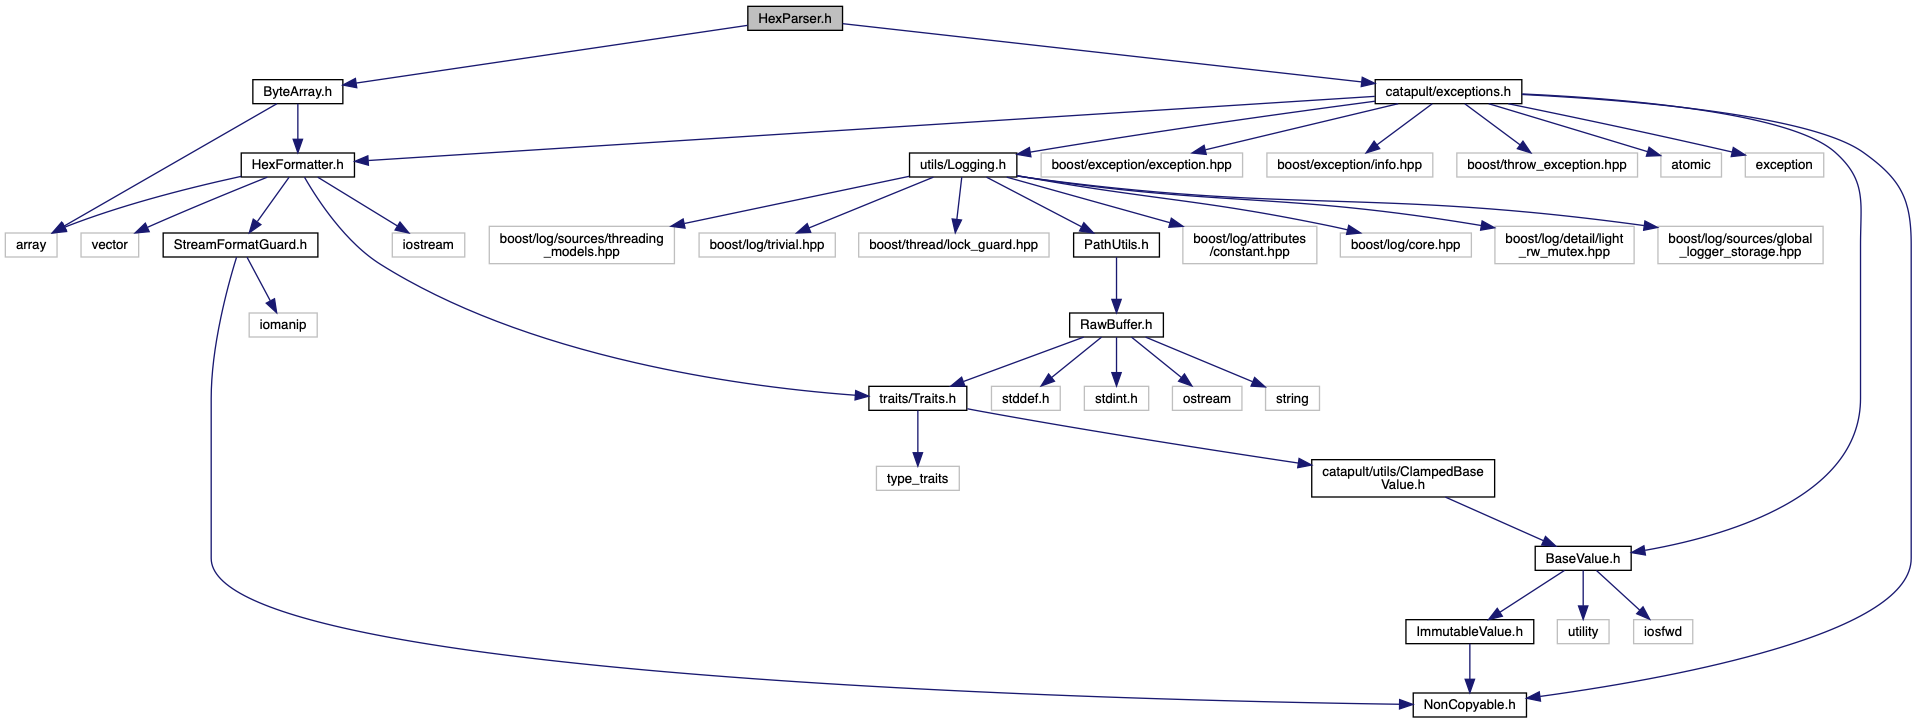 HexParser.h
ByteArray.h
catapult/exceptions.h
HexFormatter.h
utils/Logging.h
boost/exception/exception.hpp
boost/exception/info.hpp
boost/throw_exception.hpp
atomic
exception
array
vector
StreamFormatGuard.h
iostream
boost/log/sources/threading
_models.hpp
boost/log/trivial.hpp
boost/thread/lock_guard.hpp
PathUtils.h
boost/log/attributes
/constant.hpp
boost/log/core.hpp
boost/log/detail/light
_rw_mutex.hpp
boost/log/sources/global
_logger_storage.hpp
iomanip
RawBuffer.h
traits/Traits.h
stddef.h
stdint.h
ostream
string
type_traits
catapult/utils/ClampedBase
Value.h
BaseValue.h
ImmutableValue.h
utility
iosfwd
NonCopyable.h